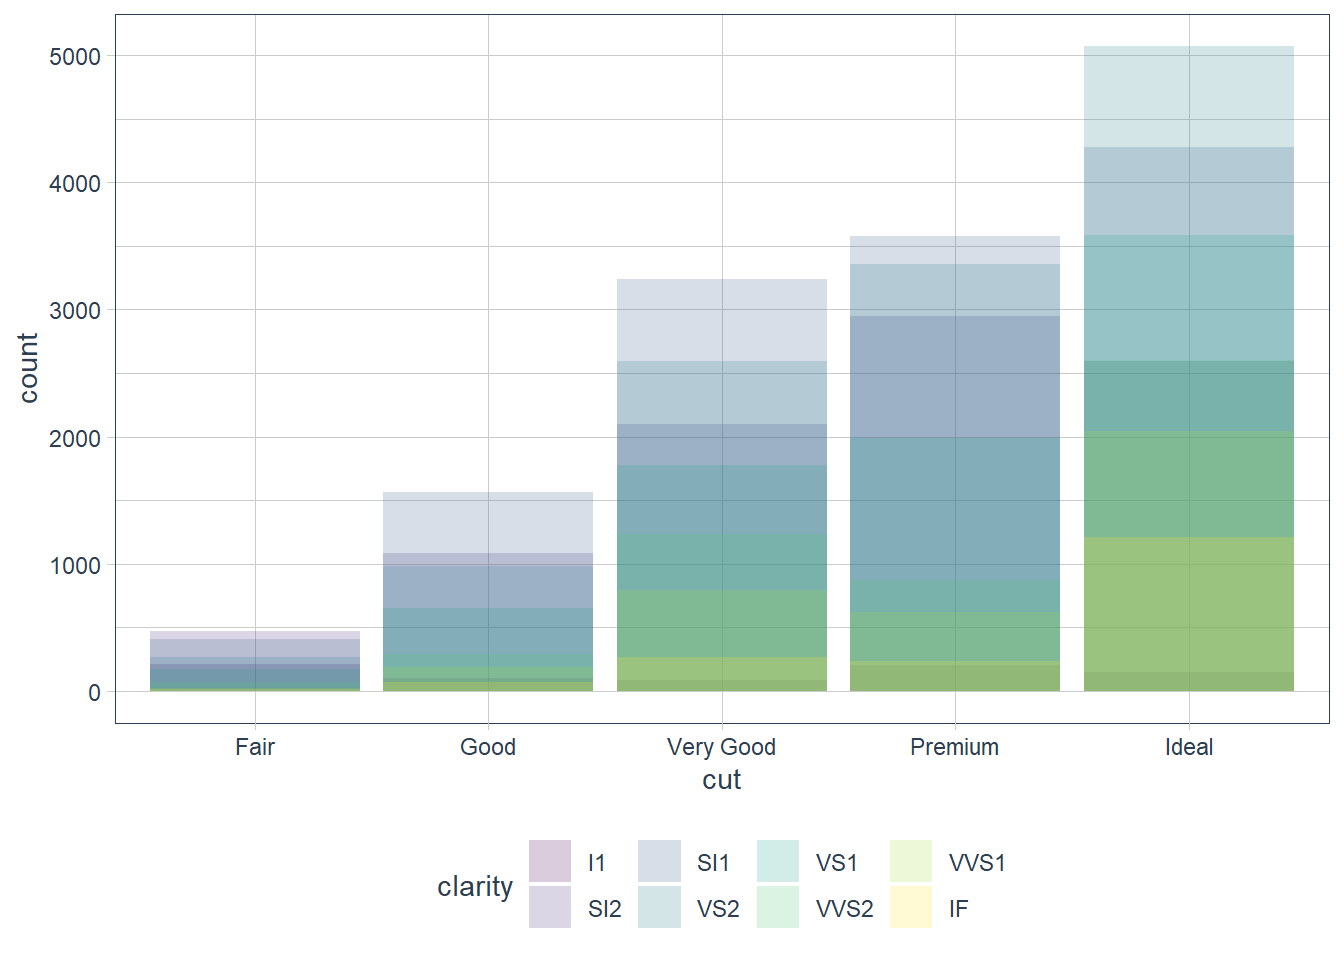 5000
4000
3000
2000
1000
0
count
Fair Good Very Good Premium Ideal
cut
clarity
I1 SI1 VS1 VVS1
SI2 VS2 VVS2 IF